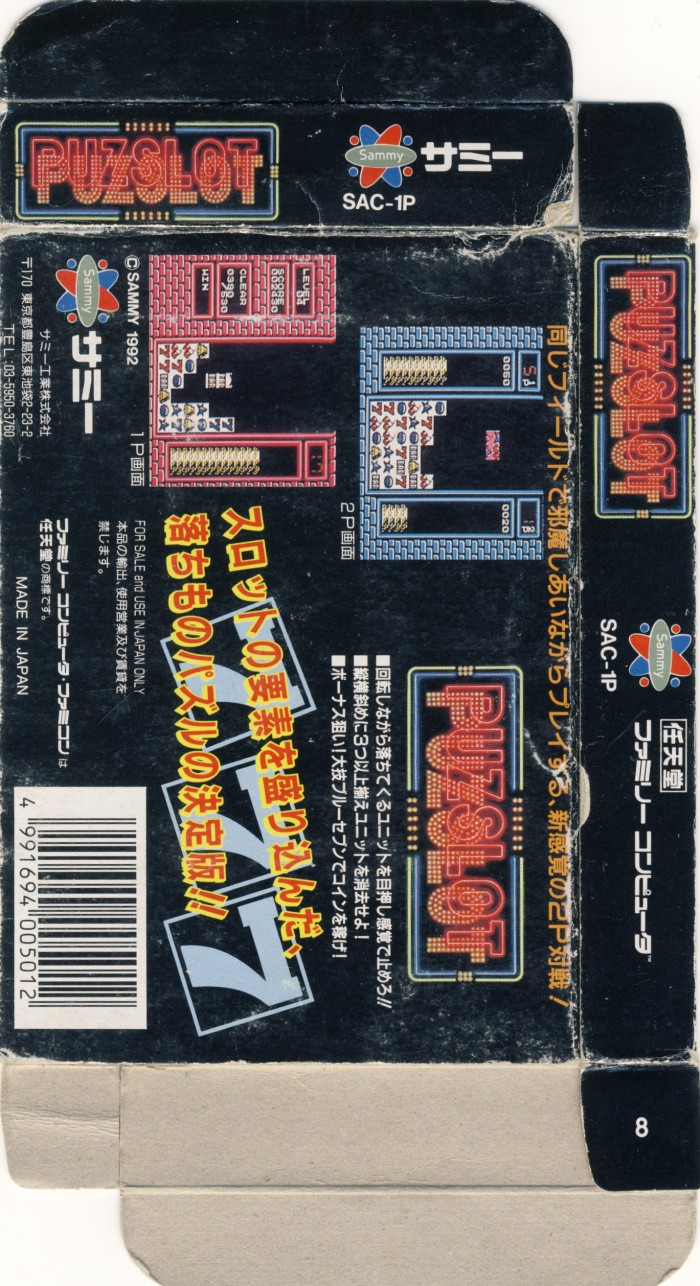 PUZSLOT
Sammy
サミー
SAC-1P
PUZSLOT
Sammy
SAC-1P
任天堂
ファミリー コンピュータ™
8
同じフィールドで邪魔しあいながらプレイする、新感覚の2P対戦!
5P
0050
1P
0020
2P画面
LEVEL
SCORE
CLEAR
WIN
1P画面
PUZSLOT
■回転しながら落ちてくるユニットを目押し感覚で止めろ!!
■縦横斜めに3つ以上揃えユニットを消去せよ!
■ボーナス狙い!大技ブルーセブンでコインを稼げ!
スロットの要素を盛り込んだ、
落ちものパズルの決定版!!
777
© SAMMY 1992
Sammy
サミー
サミー工業株式会社
〒170 東京都豊島区東池袋2-23-2
TEL:03-5950-3760
FOR SALE and USE IN JAPAN ONLY
本品の輸出、使用営業及び賃貸を
禁じます。
ファミリーコンピュータ・ファミコンは
任天堂の商標です。
MADE IN JAPAN
4 991694 005012